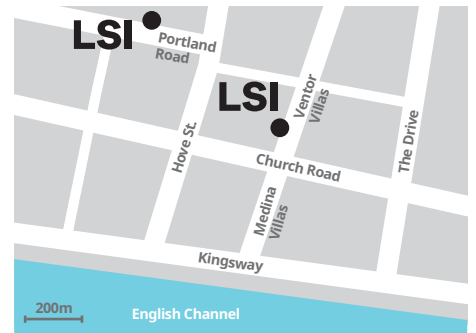 LSI
Portland
Road
LSI
Ventor
Villas
Hove St.
The Drive
Church Road
Medina
Villas
Kingsway
200m
English Channel